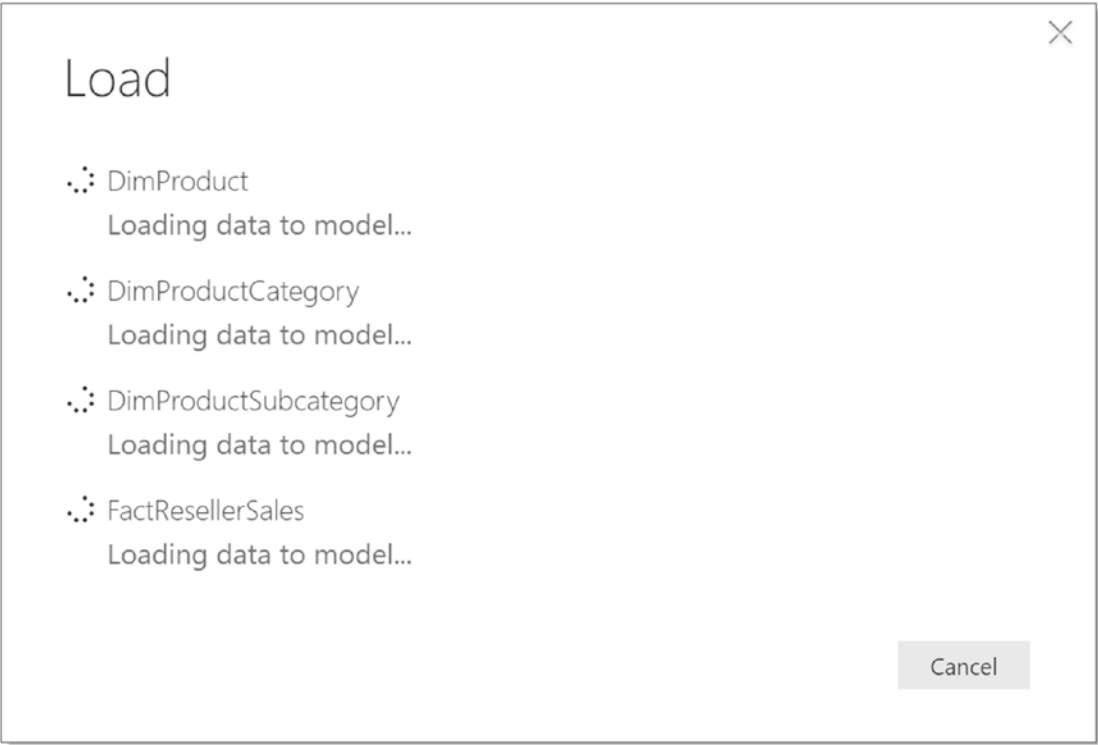 Load
DimProduct
Loading data to model...
DimProductCategory
Loading data to model...
DimProductSubcategory
Loading data to model...
FactResellerSales
Loading data to model...
Cancel